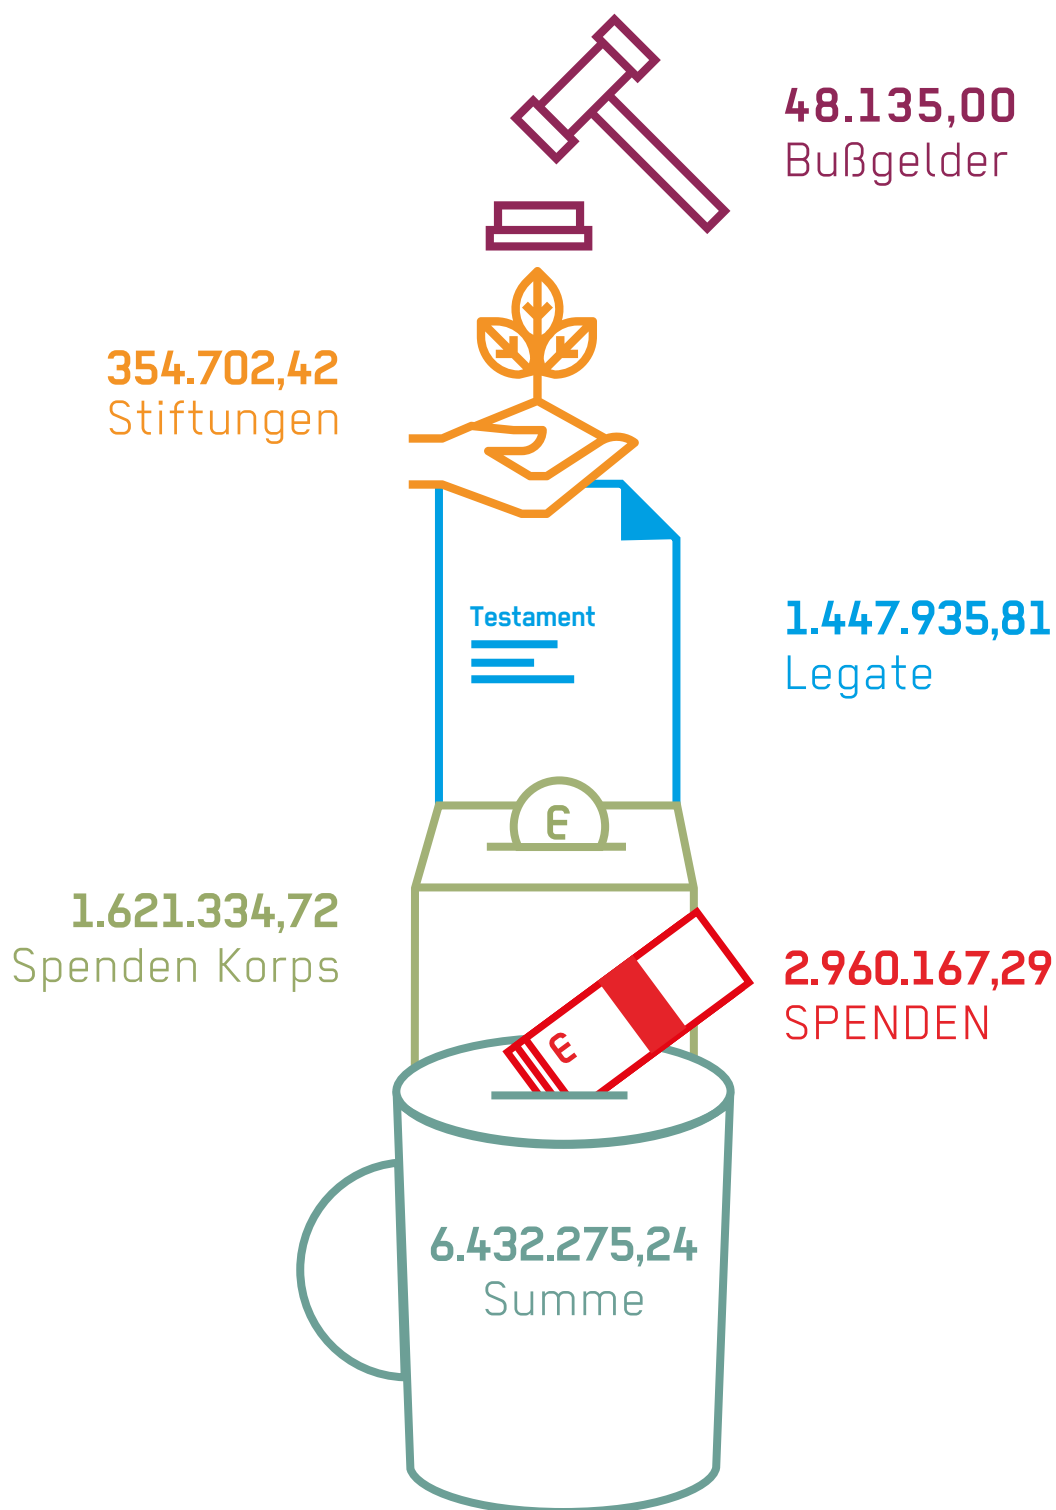 48.135,00
Bußgelder
354.702,42
Stiftungen
Testament
1.447.935,81
Legate
€
1.621.334,72
Spenden Korps
2.960.167,29
SPENDEN
€
6.432.275,24
Summe